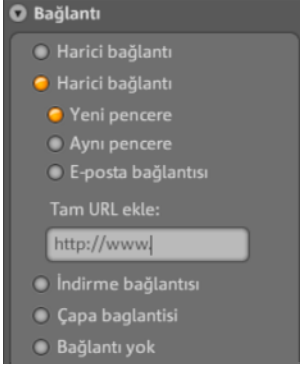 Bağlantı
Harici bağlantı
Harici bağlantı
Yeni pencere
Aynı pencere
E-posta bağlantısı
Tam URL ekle:
http://www.
İndirme bağlantısı
Çapa baglantisi
Bağlantı yok